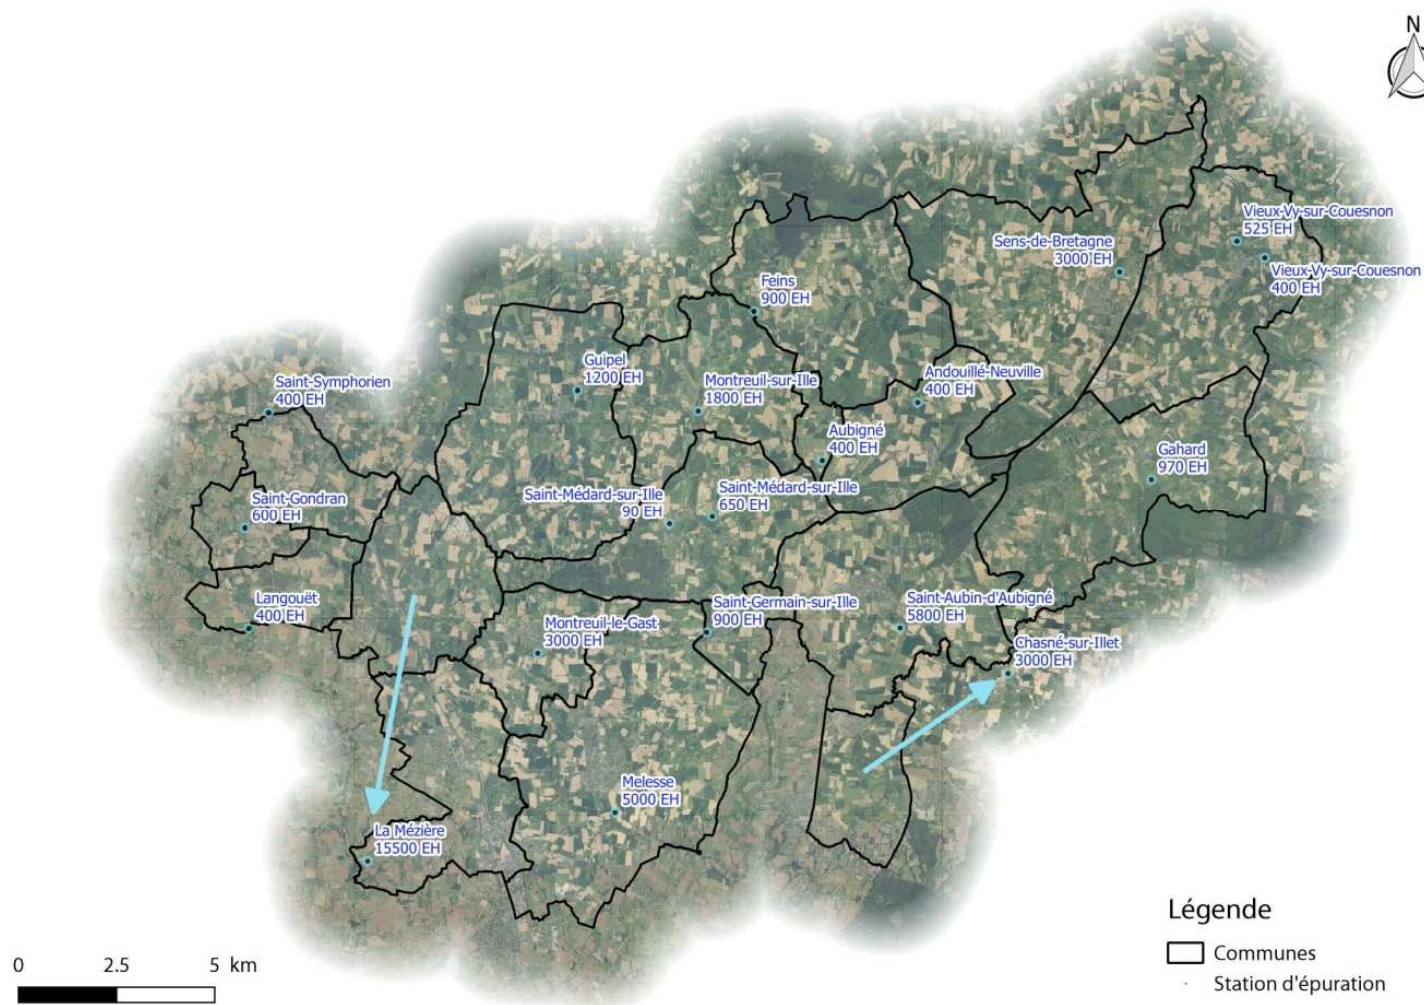 N
Vieux-Vy-sur-Couesnon
525 EH
Sens-de-Bretagne
3000 EH
Vieux-Vy-sur-Couesnon
400 EH
Feins
900 EH
Guipel
1200 EH
Montreuil-sur-Ille
1800 EH
Andouillé-Neuville
400 EH
Saint-Symphorien
400 EH
Aubigné
400 EH
Gahard
970 EH
Saint-Gondran
600 EH
Saint-Médard-sur-Ille
90 EH
Saint-Médard-sur-Ille
650 EH
Langouët
400 EH
Montreuil-le-Gast
3000 EH
Saint-Germain-sur-Ille
900 EH
Saint-Aubin-d'Aubigné
5800 EH
Chasné-sur-Illet
3000 EH
Melesse
5000 EH
La Mézière
15500 EH
Légende
Communes
Station d'épuration
0 2.5 5 km